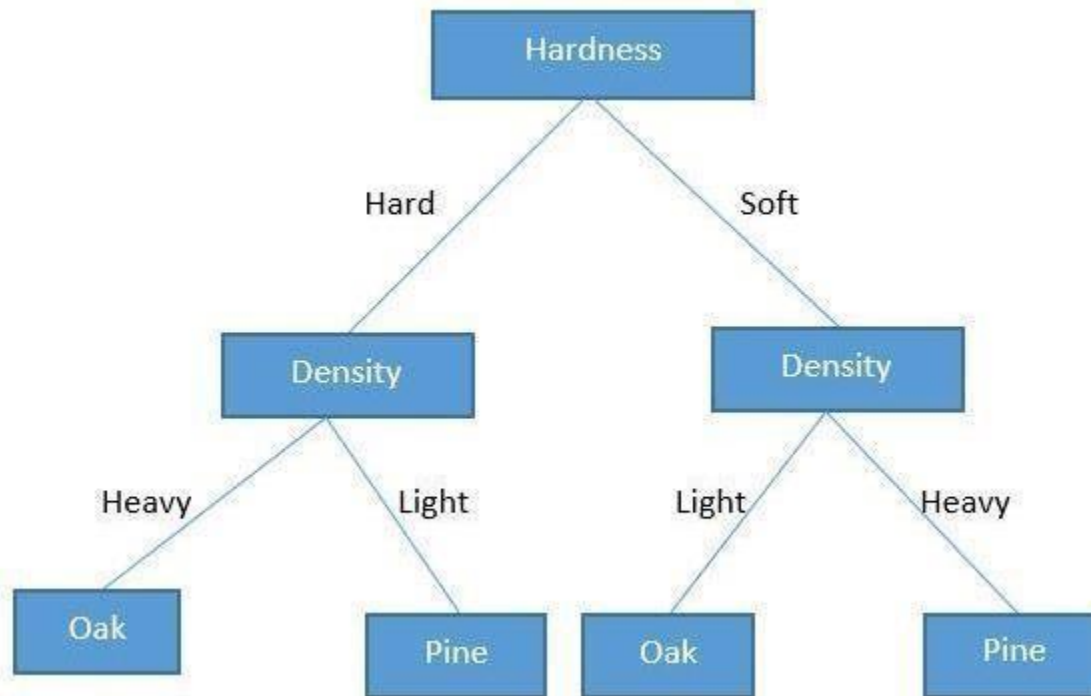 Hardness
Hard Soft
Density Density
Heavy Light Light Heavy
Oak Pine Oak Pine